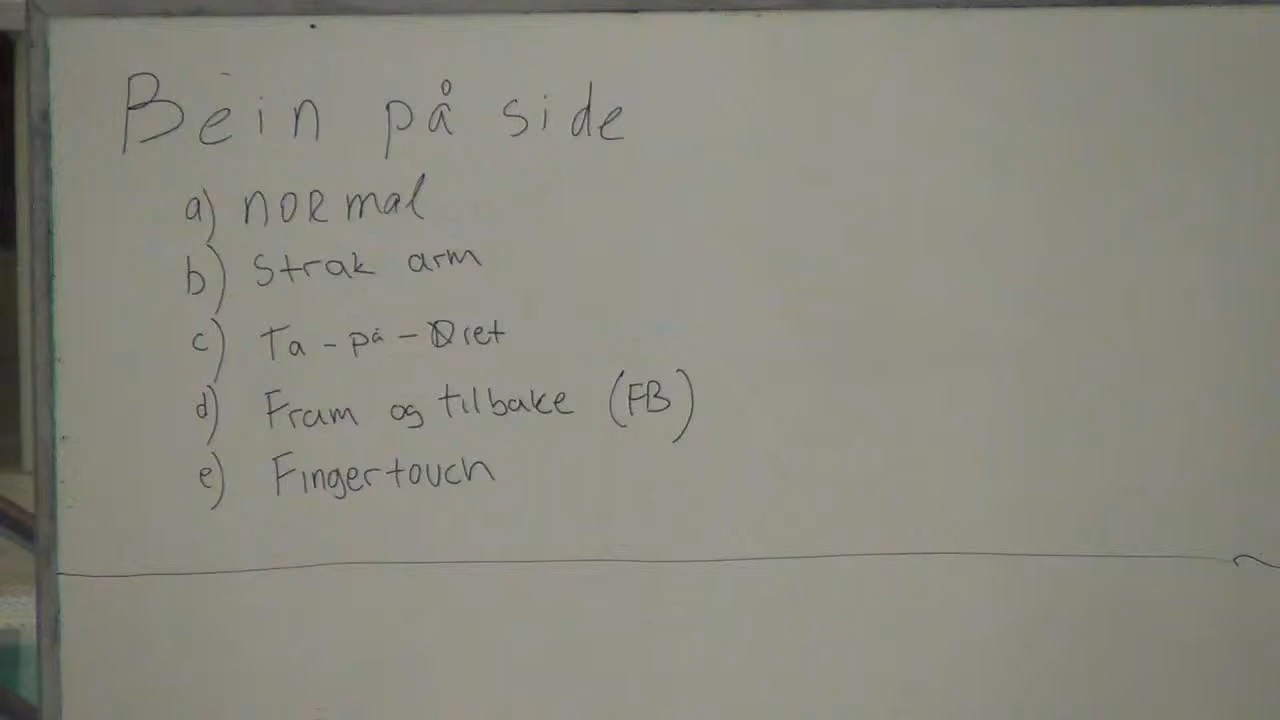 Bein på side
a) normal
b) Strak arm
c) Ta-på-Øret
d) Fram og tilbake (FB)
e) Fingertouch